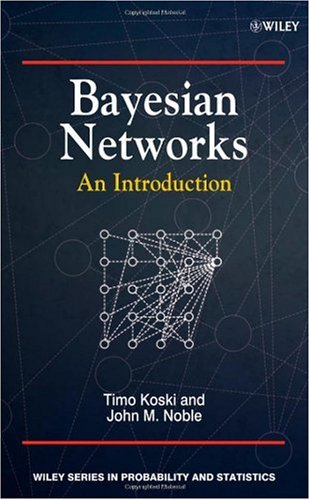 WILEY
Bayesian
Networks
An Introduction
Timo Koski and
John M. Noble
WILEY SERIES IN PROBABILITY AND STATISTICS